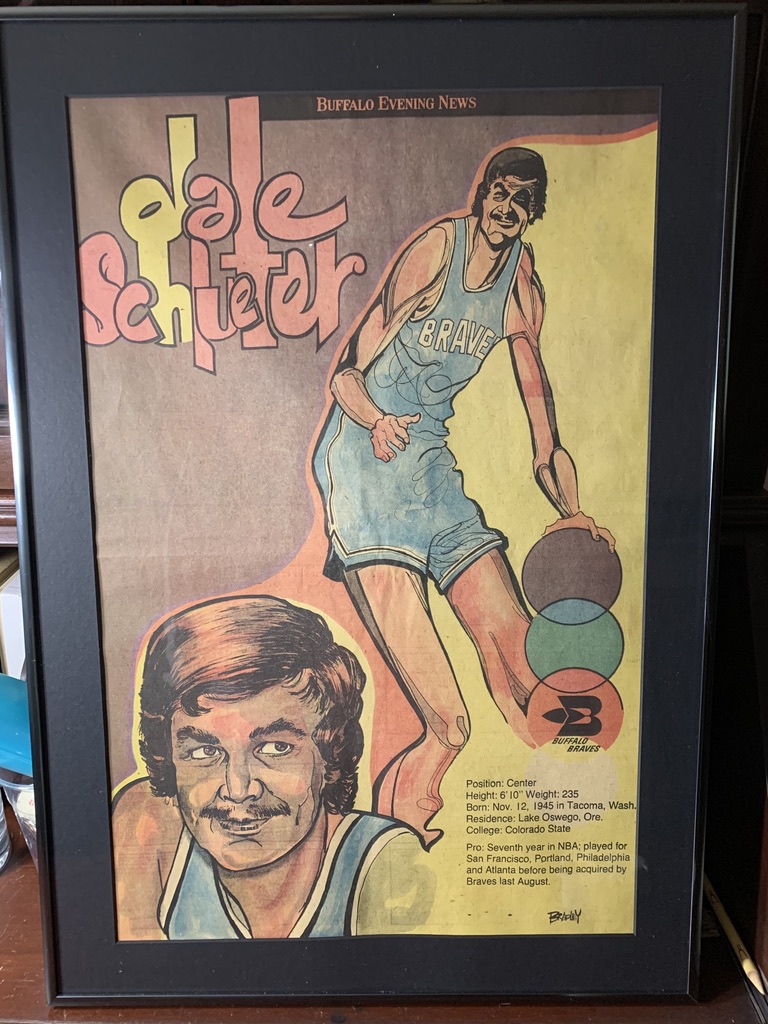 BUFFALO EVENING NEWS
dale
Schlueter
BRAVE
B
BUFFALO
BRAVES
Position: Center
Height: 6'10" Weight: 235
Born: Nov. 12, 1945 in Tacoma, Wash.
Residence: Lake Oswego, Ore.
College: Colorado State
Pro: Seventh year in NBA; played for
San Francisco, Portland, Philadelphia
and Atlanta before being acquired by
Braves last August.
BRADLEY